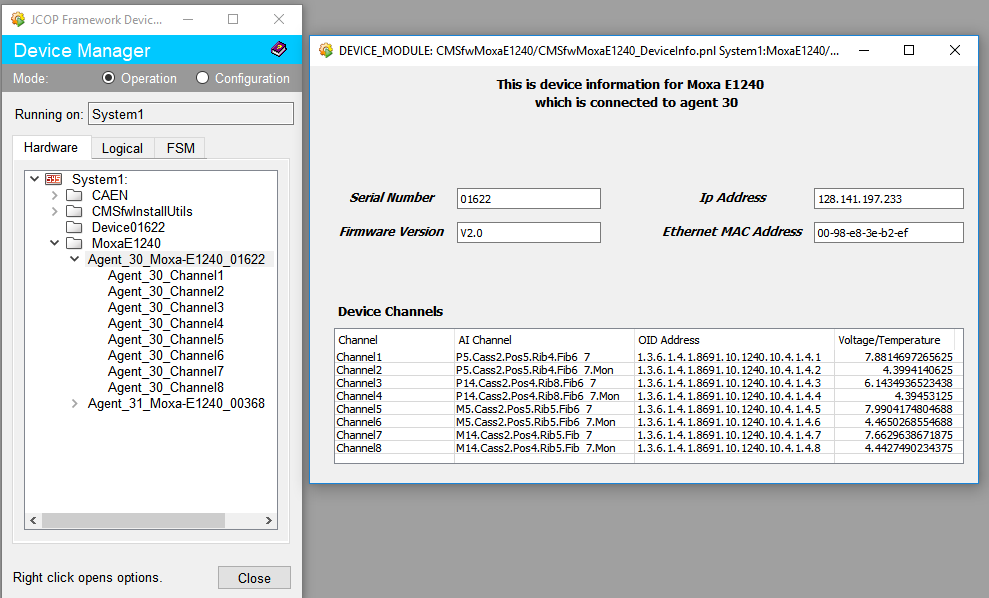 JCOP Framework Devic...
Device Manager
Mode: Operation Configuration
Running on: System1
Hardware Logical FSM
System1:
CAEN
CMSfwInstallUtils
Device01622
MoxaE1240
Agent_30_Moxa-E1240_01622
Agent_30_Channel1
Agent_30_Channel2
Agent_30_Channel3
Agent_30_Channel4
Agent_30_Channel5
Agent_30_Channel6
Agent_30_Channel7
Agent_30_Channel8
Agent_31_Moxa-E1240_00368
Right click opens options. Close
DEVICE_MODULE: CMSfwMoxaE1240/CMSfwMoxaE1240_DeviceInfo.pnl System1:MoxaE1240/...
This is device information for Moxa E1240
which is connected to agent 30
Serial Number 01622 Ip Address 128.141.197.233
Firmware Version V2.0 Ethernet MAC Address 00-98-e8-3e-b2-ef
Device Channels
Channel AI Channel OID Address Voltage/Temperature
Channel1 P5.Cass2.Pos5.Rib4.Fib6 7 1.3.6.1.4.1.8691.10.1240.10.4.1.4.1 7.8814697265625
Channel2 P5.Cass2.Pos5.Rib4.Fib6 7.Mon 1.3.6.1.4.1.8691.10.1240.10.4.1.4.2 4.3994140625
Channel3 P14.Cass2.Pos4.Rib8.Fib6 7 1.3.6.1.4.1.8691.10.1240.10.4.1.4.3 6.1434936523438
Channel4 P14.Cass2.Pos4.Rib8.Fib6 7.Mon 1.3.6.1.4.1.8691.10.1240.10.4.1.4.4 4.39453125
Channel5 M5.Cass2.Pos5.Rib5.Fib6 7 1.3.6.1.4.1.8691.10.1240.10.4.1.4.5 7.9904174804688
Channel6 M5.Cass2.Pos5.Rib5.Fib6 7.Mon 1.3.6.1.4.1.8691.10.1240.10.4.1.4.6 4.4650268554688
Channel7 M14.Cass2.Pos4.Rib5.Fib 7 1.3.6.1.4.1.8691.10.1240.10.4.1.4.7 7.6629638671875
Channel8 M14.Cass2.Pos4.Rib5.Fib 7.Mon 1.3.6.1.4.1.8691.10.1240.10.4.1.4.8 4.4427490234375